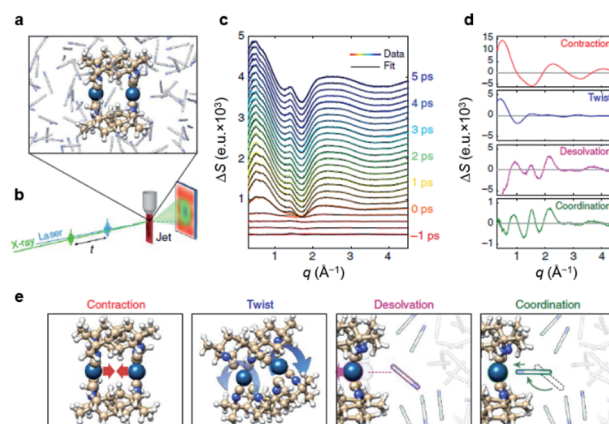 a
b
X-ray
Laser
t
Jet
c
ΔS (e.u.×10³)
5
4
3
2
1
0
Data
Fit
5 ps
4 ps
3 ps
2 ps
1 ps
0 ps
−1 ps
1 2 3 4
q (Å⁻¹)
d
ΔS (e.u.×10³)
15
10
5
0
−5
Contraction
5
0
−5
Twist
5
0
−5
Desolvation
1
0
−1
Coordination
1 2 3 4
q (Å⁻¹)
e
Contraction
Twist
Desolvation
Coordination